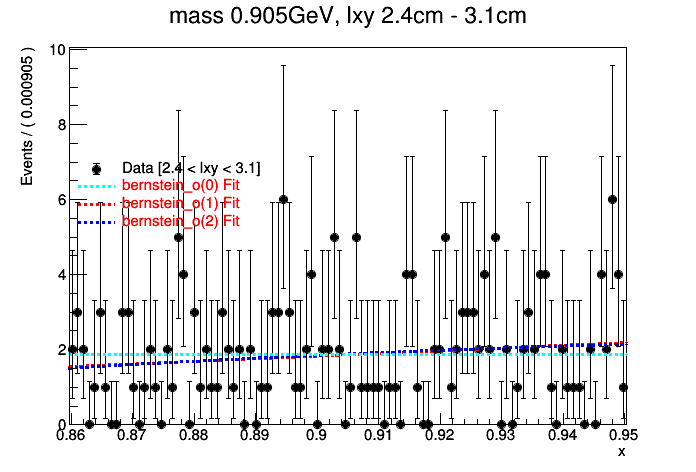 mass 0.905GeV, lxy 2.4cm - 3.1cm
Events / ( 0.000905 )
10
8
6
4
2
0
Data [2.4 < lxy < 3.1]
bernstein_o(0) Fit
bernstein_o(1) Fit
bernstein_o(2) Fit
0.86 0.87 0.88 0.89 0.9 0.91 0.92 0.93 0.94 0.95
x